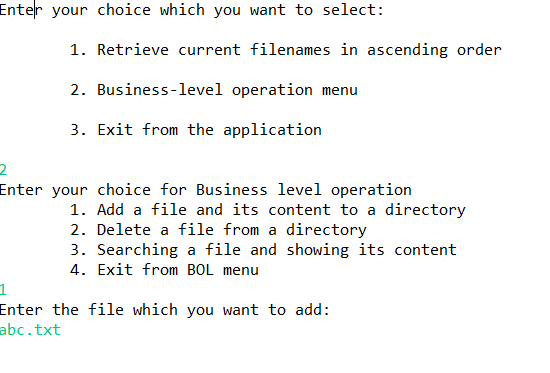 Enter your choice which you want to select:
1. Retrieve current filenames in ascending order
2. Business-level operation menu
3. Exit from the application
2
Enter your choice for Business level operation
1. Add a file and its content to a directory
2. Delete a file from a directory
3. Searching a file and showing its content
4. Exit from BOL menu
1
Enter the file which you want to add:
abc.txt